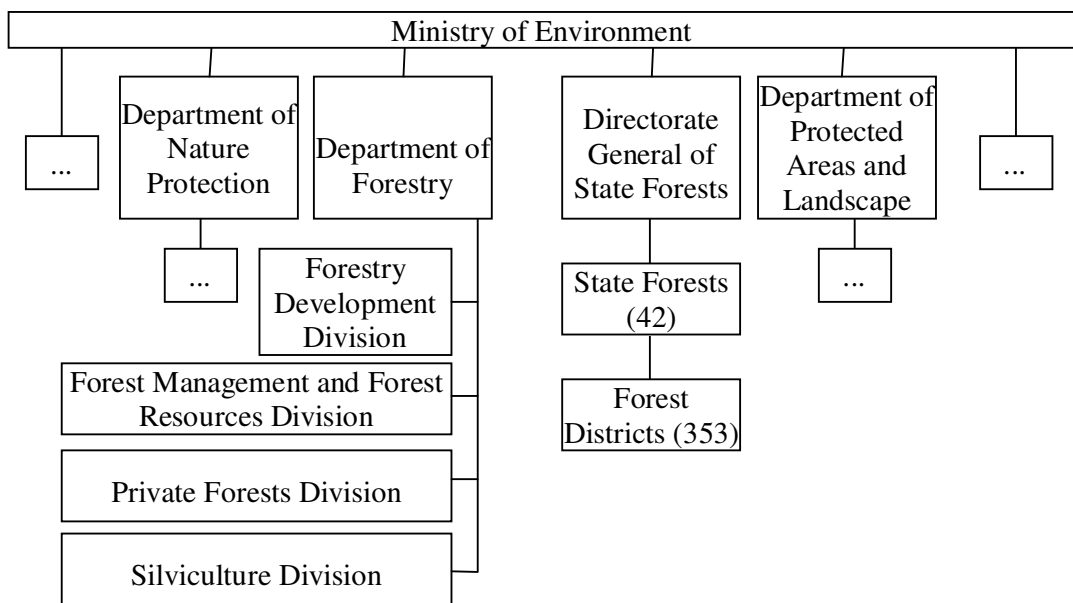 Ministry of Environment
...
Department of
Nature
Protection
Department of
Forestry
Directorate
General of
State Forests
Department of
Protected
Areas and
Landscape
...
...
Forestry
Development
Division
State Forests
(42)
...
Forest Management and Forest
Resources Division
Forest
Districts (353)
Private Forests Division
Silviculture Division